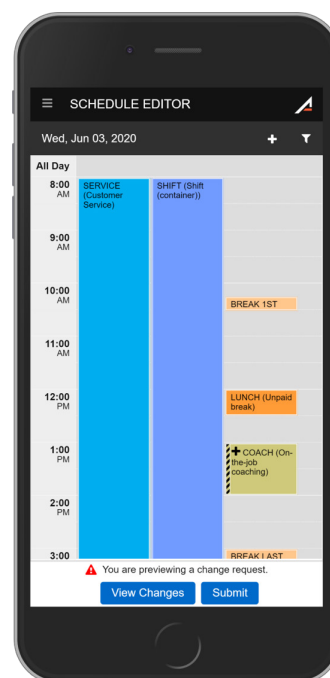 SCHEDULE EDITOR
Wed, Jun 03, 2020
All Day
8:00
AM
SERVICE
(Customer
Service)
SHIFT (Shift
(container))
9:00
AM
10:00
AM
BREAK 1ST
11:00
AM
12:00
PM
LUNCH (Unpaid
break)
1:00
PM
COACH (On-
the-job
coaching)
2:00
PM
3:00
BREAK LAST
You are previewing a change request.
View Changes
Submit